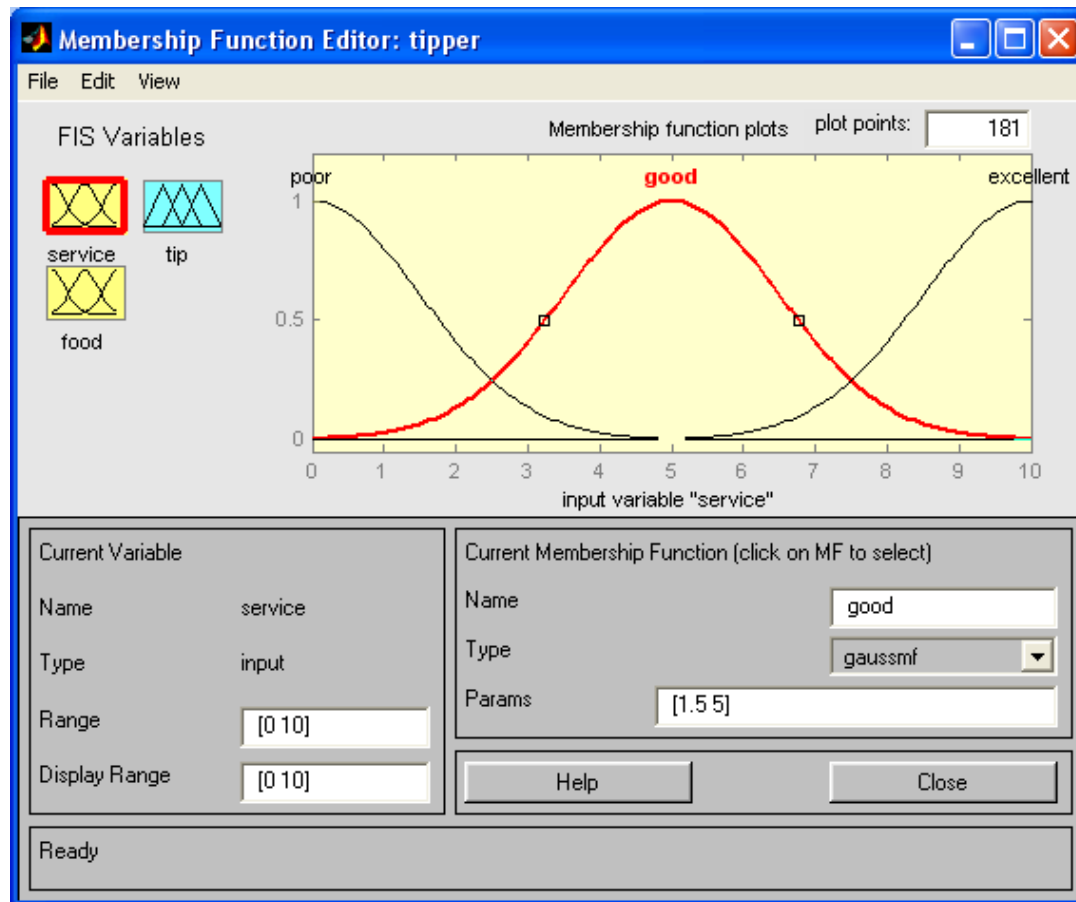 Membership Function Editor: tipper
File Edit View
FIS Variables
service
tip
food
Membership function plots
plot points:
181
poor
good
excellent
1
0.5
0
0 1 2 3 4 5 6 7 8 9 10
input variable "service"
Current Variable
Name service
Type input
Range [0 10]
Display Range [0 10]
Current Membership Function (click on MF to select)
Name good
Type gaussmf
Params [1.5 5]
Help
Close
Ready